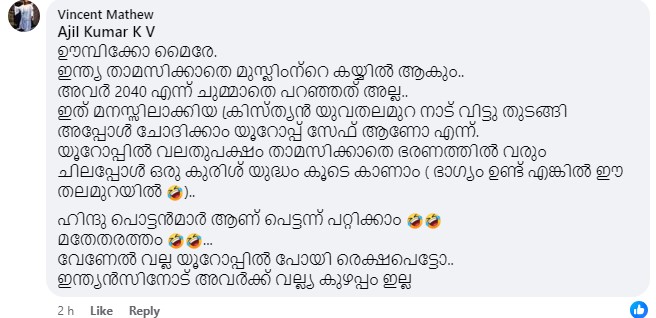 Vincent Mathew
Ajil Kumar K V
ഊമ്പിക്കോ മൈരേ.
ഇന്ത്യ താമസിക്കാതെ മുസ്ലിംന്റെ കയ്യിൽ ആകും..
അവർ 2040 എന്ന് ചുമ്മാതെ പറഞ്ഞത് അല്ല..
ഇത് മനസ്സിലാക്കിയ ക്രിസ്ത്യൻ യുവതലമുറ നാട് വിട്ടു തുടങ്ങി
അപ്പോൾ ചോദിക്കാം യൂറോപ്പ് സേഫ് ആണോ എന്ന്.
യൂറോപ്പിൽ വലതുപക്ഷം താമസിക്കാതെ ഭരണത്തിൽ വരും
ചിലപ്പോൾ ഒരു കുരിശ് യുദ്ധം കൂടെ കാണാം ( ഭാഗ്യം ഉണ്ട് എങ്കിൽ ഈ
തലമുറയിൽ 🤣)..
ഹിന്ദു പൊട്ടൻമാർ ആണ് പെട്ടന്ന് പറ്റിക്കാം 🤣🤣
മതേതരത്തം 🤣🤣...
വേണേൽ വല്ല യൂറോപ്പിൽ പോയി രെക്ഷപെട്ടോ..
ഇന്ത്യൻസിനോട് അവർക്ക് വല്ല്യ കുഴപ്പം ഇല്ല
2 h Like Reply